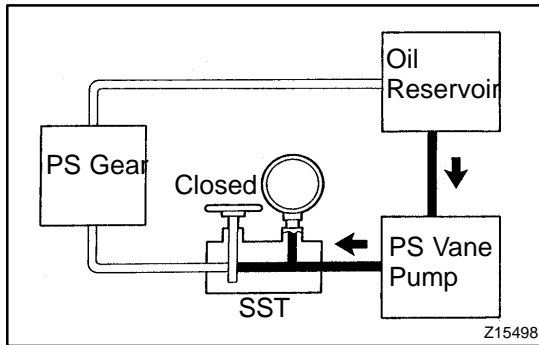 Oil
Reservoir
PS Gear
Closed
PS Vane
Pump
SST
Z15498